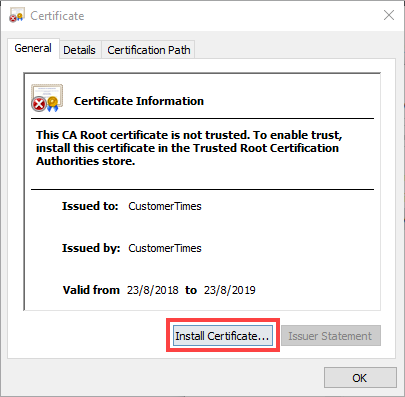 Certificate
General Details Certification Path
Certificate Information
This CA Root certificate is not trusted. To enable trust,
install this certificate in the Trusted Root Certification
Authorities store.
Issued to: CustomerTimes
Issued by: CustomerTimes
Valid from 23/8/2018 to 23/8/2019
Install Certificate... Issuer Statement
OK